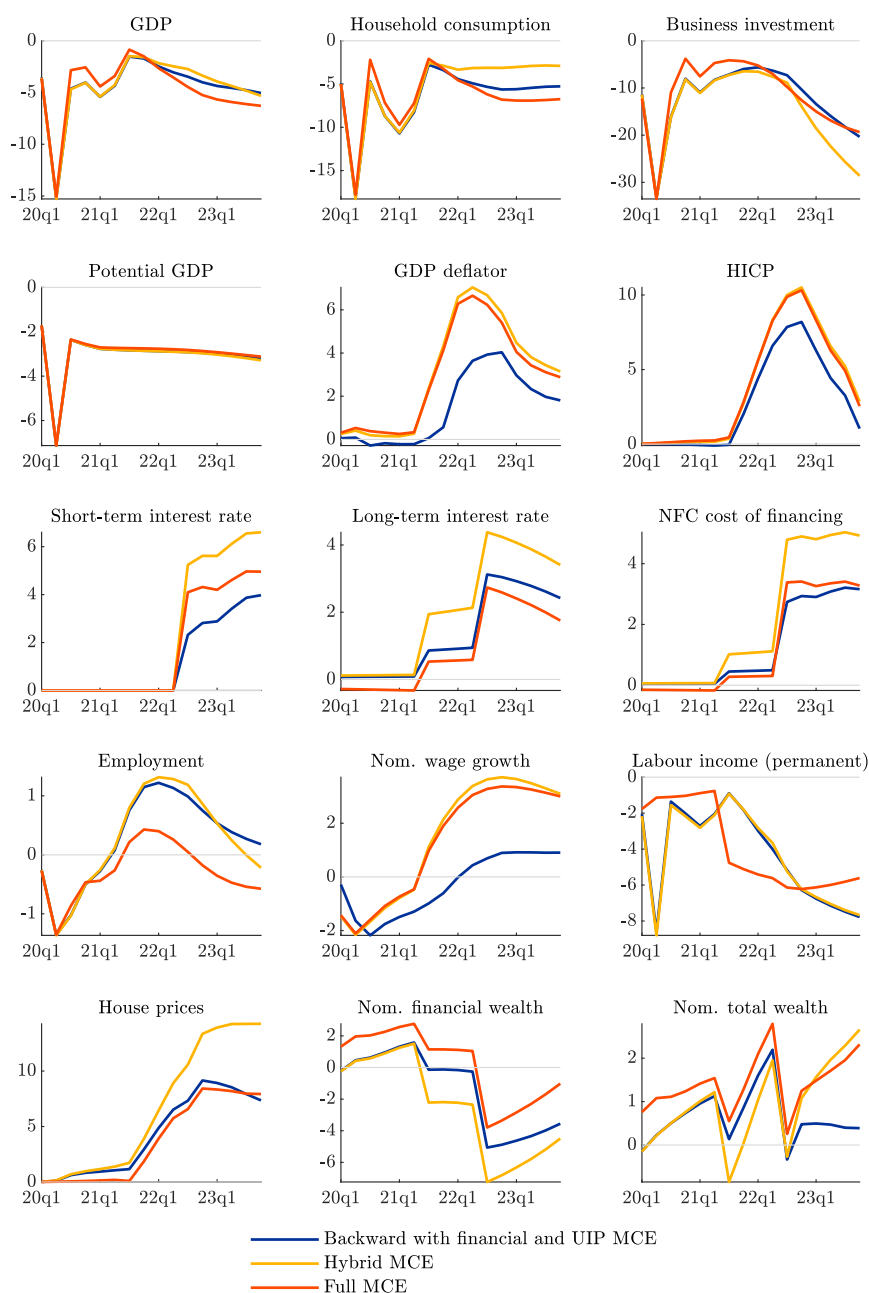 GDP
Household consumption
Business investment
0
-5
-10
-15
20q1 21q1 22q1 23q1
0
-5
-10
-15
20q1 21q1 22q1 23q1
0
-10
-20
-30
20q1 21q1 22q1 23q1
Potential GDP
GDP deflator
HICP
0
-2
-4
-6
20q1 21q1 22q1 23q1
6
4
2
0
20q1 21q1 22q1 23q1
10
5
0
20q1 21q1 22q1 23q1
Short-term interest rate
Long-term interest rate
NFC cost of financing
6
4
2
0
20q1 21q1 22q1 23q1
4
2
0
20q1 21q1 22q1 23q1
4
2
0
20q1 21q1 22q1 23q1
Employment
Nom. wage growth
Labour income (permanent)
1
0
-1
20q1 21q1 22q1 23q1
2
0
-2
20q1 21q1 22q1 23q1
0
-2
-4
-6
-8
20q1 21q1 22q1 23q1
House prices
Nom. financial wealth
Nom. total wealth
10
5
0
20q1 21q1 22q1 23q1
2
0
-2
-4
-6
20q1 21q1 22q1 23q1
2
1
0
20q1 21q1 22q1 23q1
Backward with financial and UIP MCE
Hybrid MCE
Full MCE